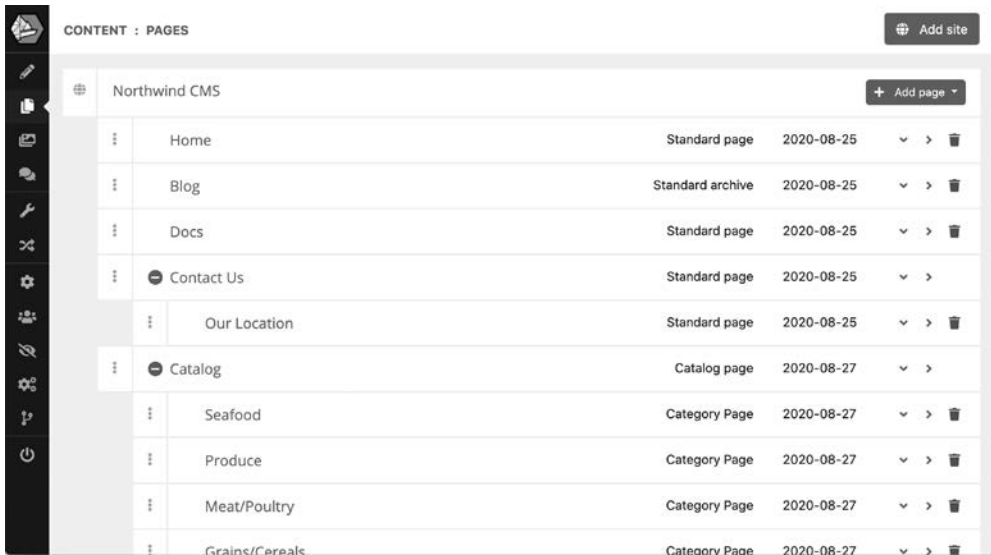 CONTENT : PAGES Add site
Northwind CMS Add page
Home Standard page 2020-08-25
Blog Standard archive 2020-08-25
Docs Standard page 2020-08-25
Contact Us Standard page 2020-08-25
Our Location Standard page 2020-08-25
Catalog Catalog page 2020-08-27
Seafood Category Page 2020-08-27
Produce Category Page 2020-08-27
Meat/Poultry Category Page 2020-08-27
Grains/Cereals Category Page 2020-08-27